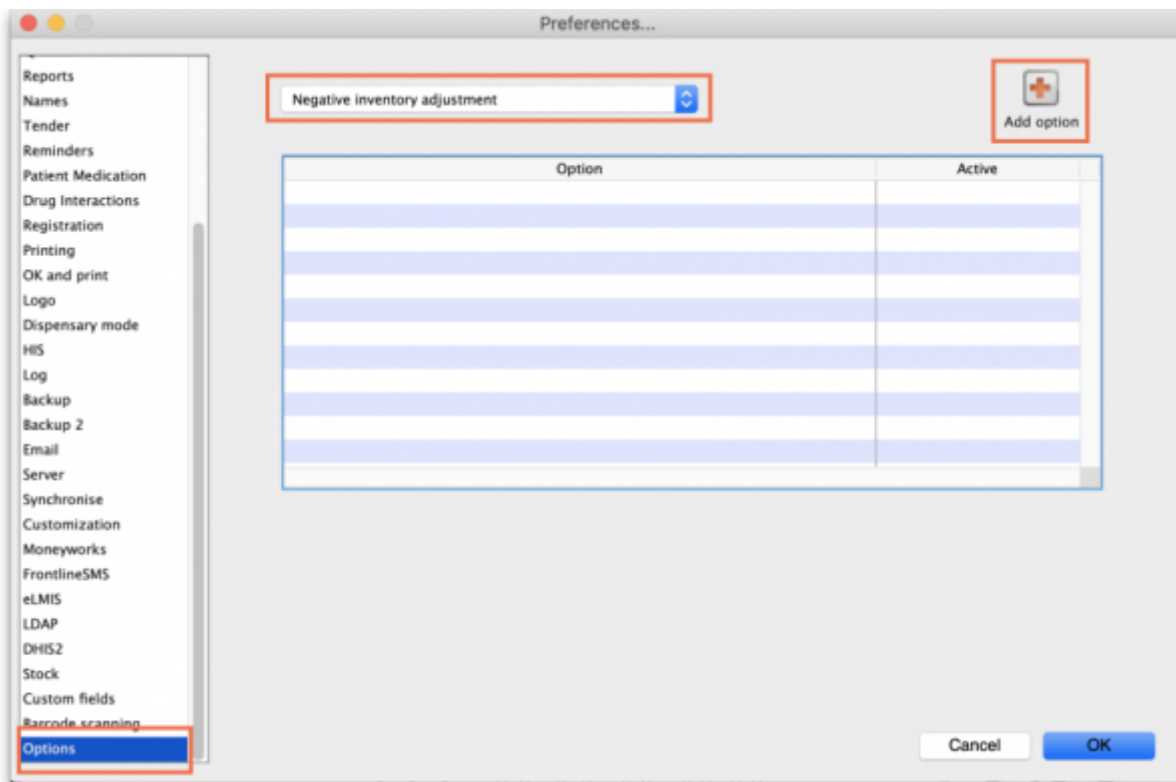 Preferences...
Reports
Names
Tender
Reminders
Patient Medication
Drug Interactions
Registration
Printing
OK and print
Logo
Dispensary mode
HIS
Log
Backup
Backup 2
Email
Server
Synchronise
Customization
Moneyworks
FrontlineSMS
eLMIS
LDAP
DHIS2
Stock
Custom fields
Barcode scanning
Options
Negative inventory adjustment
Add option
Option Active
Cancel OK